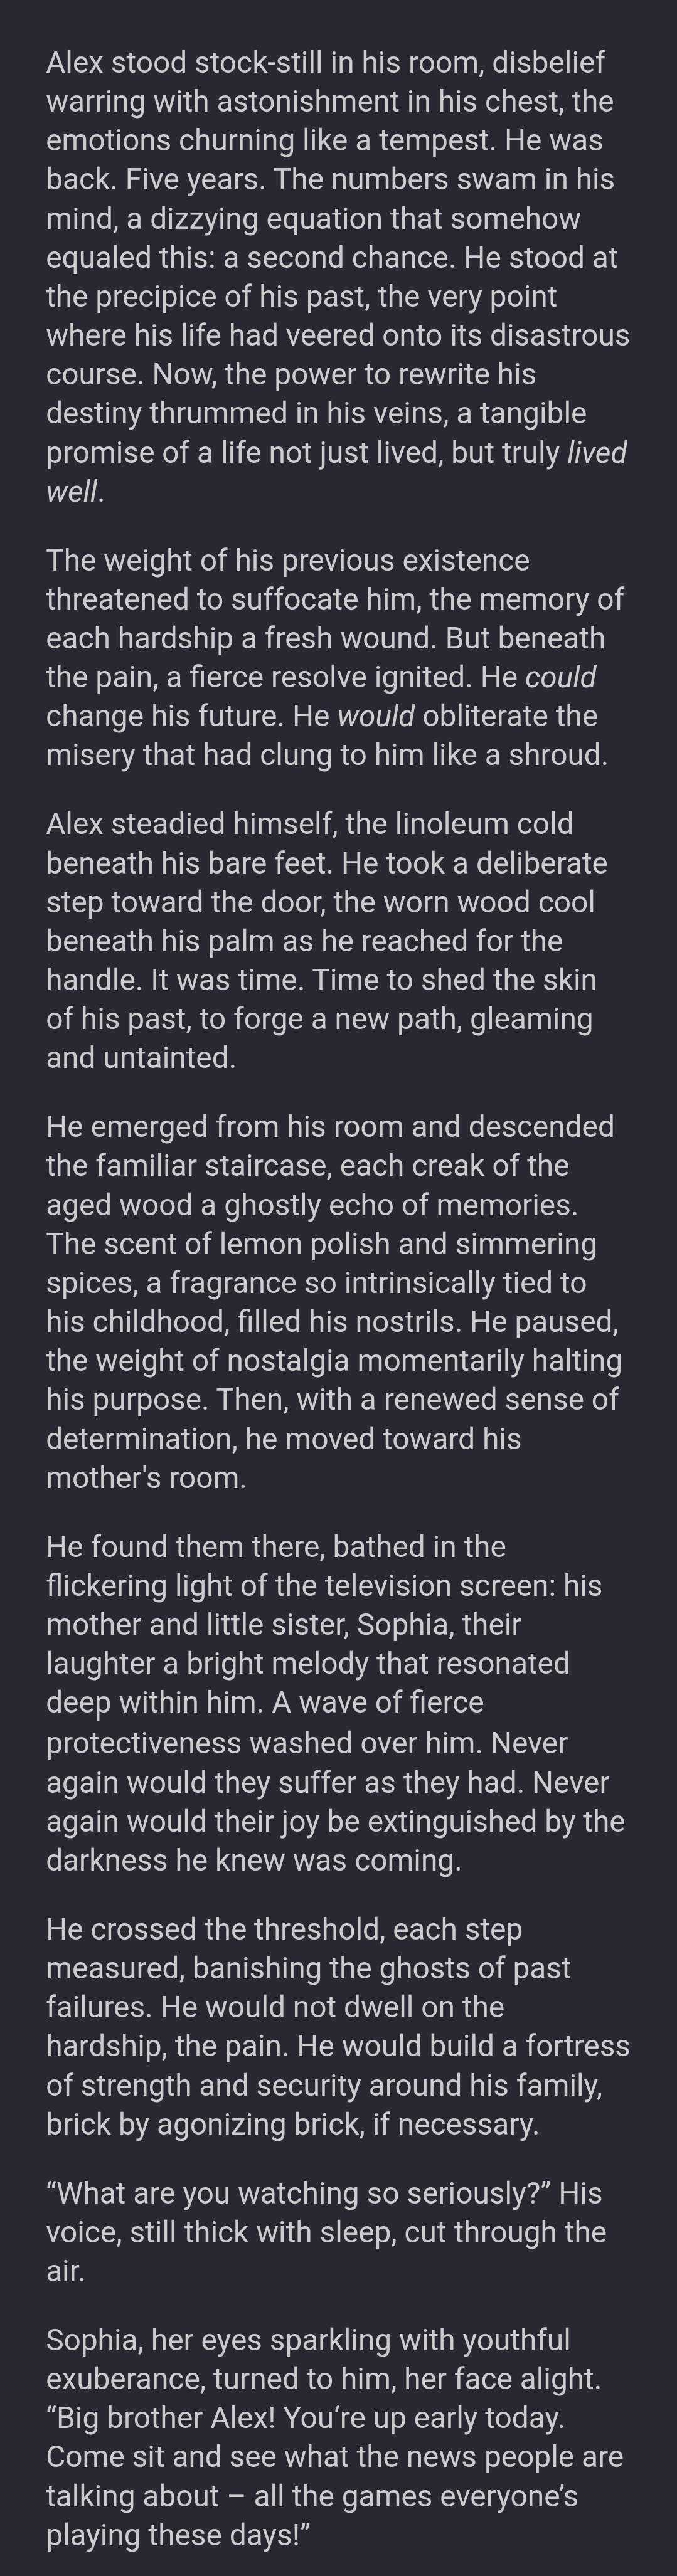 Alex stood stock-still in his room, disbelief
warring with astonishment in his chest, the
emotions churning like a tempest. He was
back. Five years. The numbers swam in his
mind, a dizzying equation that somehow
equaled this: a second chance. He stood at
the precipice of his past, the very point
where his life had veered onto its disastrous
course. Now, the power to rewrite his
destiny thrummed in his veins, a tangible
promise of a life not just lived, but truly lived
well.
The weight of his previous existence
threatened to suffocate him, the memory of
each hardship a fresh wound. But beneath
the pain, a fierce resolve ignited. He could
change his future. He would obliterate the
misery that had clung to him like a shroud.
Alex steadied himself, the linoleum cold
beneath his bare feet. He took a deliberate
step toward the door, the worn wood cool
beneath his palm as he reached for the
handle. It was time. Time to shed the skin
of his past, to forge a new path, gleaming
and untainted.
He emerged from his room and descended
the familiar staircase, each creak of the
aged wood a ghostly echo of memories.
The scent of lemon polish and simmering
spices, a fragrance so intrinsically tied to
his childhood, filled his nostrils. He paused,
the weight of nostalgia momentarily halting
his purpose. Then, with a renewed sense of
determination, he moved toward his
mother's room.
He found them there, bathed in the
flickering light of the television screen: his
mother and little sister, Sophia, their
laughter a bright melody that resonated
deep within him. A wave of fierce
protectiveness washed over him. Never
again would they suffer as they had. Never
again would their joy be extinguished by the
darkness he knew was coming.
He crossed the threshold, each step
measured, banishing the ghosts of past
failures. He would not dwell on the
hardship, the pain. He would build a fortress
of strength and security around his family,
brick by agonizing brick, if necessary.
“What are you watching so seriously?” His
voice, still thick with sleep, cut through the
air.
Sophia, her eyes sparkling with youthful
exuberance, turned to him, her face alight.
“Big brother Alex! You‘re up early today.
Come sit and see what the news people are
talking about – all the games everyone’s
playing these days!”